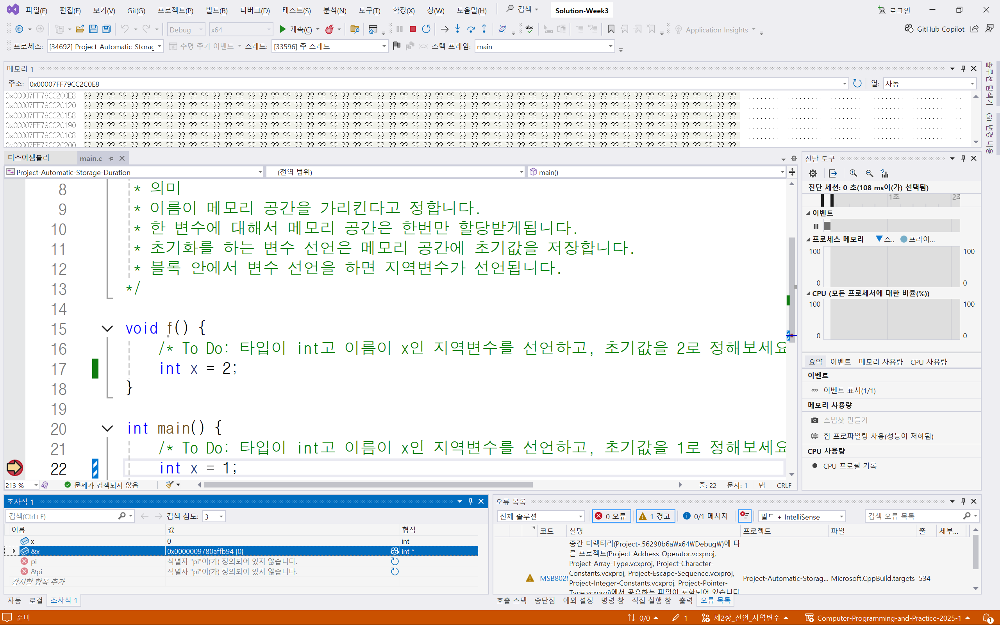 파일(F) 편집(E) 보기(V) Git(G) 프로젝트(P) 빌드(B) 디버그(D) 테스트(S) 분석(N) 도구(T) 확장(X) 창(W) 도움말(H) 검색 Solution-Week3 로그인
Debug x64 계속(C) Application Insights GitHub Copilot
프로세스: [34692] Project-Automatic-Storag 수명 주기 이벤트 스레드: [33596] 주 스레드 스택 프레임: main
메모리 1
주소: 0x00007FF79CC2C0E8 열: 자동
0x00007FF79CC2C0E8 ?? ?? ?? ?? ?? ?? ?? ?? ?? ?? ?? ?? ?? ?? ?? ?? ?? ?? ?? ?? ?? ?? ?? ?? ?? ?? ?? ?? ?? ?? ?? ?? ?? ?? ?? ?? ?? ?? ?? ?? ?? ?? ?? ?? ?? ?? ?? ?? ?? ?? ?? ?? ?? ?? ?? ?? ........................................................
0x00007FF79CC2C120 ?? ?? ?? ?? ?? ?? ?? ?? ?? ?? ?? ?? ?? ?? ?? ?? ?? ?? ?? ?? ?? ?? ?? ?? ?? ?? ?? ?? ?? ?? ?? ?? ?? ?? ?? ?? ?? ?? ?? ?? ?? ?? ?? ?? ?? ?? ?? ?? ?? ?? ?? ?? ?? ?? ?? ?? ........................................................
0x00007FF79CC2C158 ?? ?? ?? ?? ?? ?? ?? ?? ?? ?? ?? ?? ?? ?? ?? ?? ?? ?? ?? ?? ?? ?? ?? ?? ?? ?? ?? ?? ?? ?? ?? ?? ?? ?? ?? ?? ?? ?? ?? ?? ?? ?? ?? ?? ?? ?? ?? ?? ?? ?? ?? ?? ?? ?? ?? ?? ........................................................
0x00007FF79CC2C190 ?? ?? ?? ?? ?? ?? ?? ?? ?? ?? ?? ?? ?? ?? ?? ?? ?? ?? ?? ?? ?? ?? ?? ?? ?? ?? ?? ?? ?? ?? ?? ?? ?? ?? ?? ?? ?? ?? ?? ?? ?? ?? ?? ?? ?? ?? ?? ?? ?? ?? ?? ?? ?? ?? ?? ?? ........................................................
0x00007FF79CC2C1C8 ?? ?? ?? ?? ?? ?? ?? ?? ?? ?? ?? ?? ?? ?? ?? ?? ?? ?? ?? ?? ?? ?? ?? ?? ?? ?? ?? ?? ?? ?? ?? ?? ?? ?? ?? ?? ?? ?? ?? ?? ?? ?? ?? ?? ?? ?? ?? ?? ?? ?? ?? ?? ?? ?? ?? ?? ........................................................
0x00007FF79CC2C200 ?? ?? ?? ?? ?? ?? ?? ?? ?? ?? ?? ?? ?? ?? ?? ?? ?? ?? ?? ?? ?? ?? ?? ?? ?? ?? ?? ?? ?? ?? ?? ?? ?? ?? ?? ?? ?? ?? ?? ?? ?? ?? ?? ?? ?? ?? ?? ?? ?? ?? ?? ?? ?? ?? ?? ??
솔루션 탐색기
Git 변경 내용
디스어셈블리 main.c
Project-Automatic-Storage-Duration (전역 범위) main()
8 * 의미
9 * 이름이 메모리 공간을 가리킨다고 정합니다.
10 * 한 변수에 대해서 메모리 공간은 한번만 할당받게됩니다.
11 * 초기화를 하는 변수 선언은 메모리 공간에 초기값을 저장합니다.
12 * 블록 안에서 변수 선언을 하면 지역변수가 선언됩니다.
13 */
14
15 void f() {
16 /* To Do: 타입이 int고 이름이 x인 지역변수를 선언하고, 초기값을 2로 정해보세요
17 int x = 2;
18 }
19
20 int main() {
21 /* To Do: 타입이 int고 이름이 x인 지역변수를 선언하고, 초기값을 1로 정해보세요
22 int x = 1;
213 % 문제가 검색되지 않음 줄: 22 문자: 1 탭 CRLF
진단 도구
진단 세션: 0 초(108 ms이(가) 선택됨)
1초 2초
이벤트
프로세스 메모리 스.. 프라이...
100 100
0 0
CPU (모든 프로세서에 대한 비율(%))
100 100
0 0
요약 이벤트 메모리 사용량 CPU 사용량
이벤트
이벤트 표시(1/1)
메모리 사용량
스냅샷 만들기
힙 프로파일링 사용(성능이 저하됨)
CPU 사용량
CPU 프로필 기록
조사식 1
검색(Ctrl+E) 검색 심도: 3
이름 값 형식
x 0 int
&x 0x0000009780affb94 {0} int *
pi 식별자 "pi"이(가) 정의되어 있지 않습니다.
&pi 식별자 "pi"이(가) 정의되어 있지 않습니다.
감시할 항목 추가
자동 로컬 조사식 1
오류 목록
전체 솔루션 0 오류 1 경고 0/1 메시지 빌드 + IntelliSense 검색 오류 목록
코드 설명 프로젝트 파일 줄 세부...
중간 디렉터리(Project-.56298b6a₩x64₩Debug₩)에 다
른 프로젝트(Project-Address-Operator.vcxproj,
Project-Array-Type.vcxproj, Project-Character-
Constants.vcxproj, Project-Escape-Sequence.vcxproj,
Project-Integer-Constants.vcxproj, Project-Pointer-
Type.vcxproj)에서 공유하는 파일이 포함되어 있습니다
MSB8028 Project-Automatic-Storag... Microsoft.CppBuild.targets 534
호출 스택 중단점 예외 설정 명령 창 직접 실행 창 출력 오류 목록
준비 0/0 1 제2장_선언_지역변수 Computer-Programming-and-Practice-2025-1 1